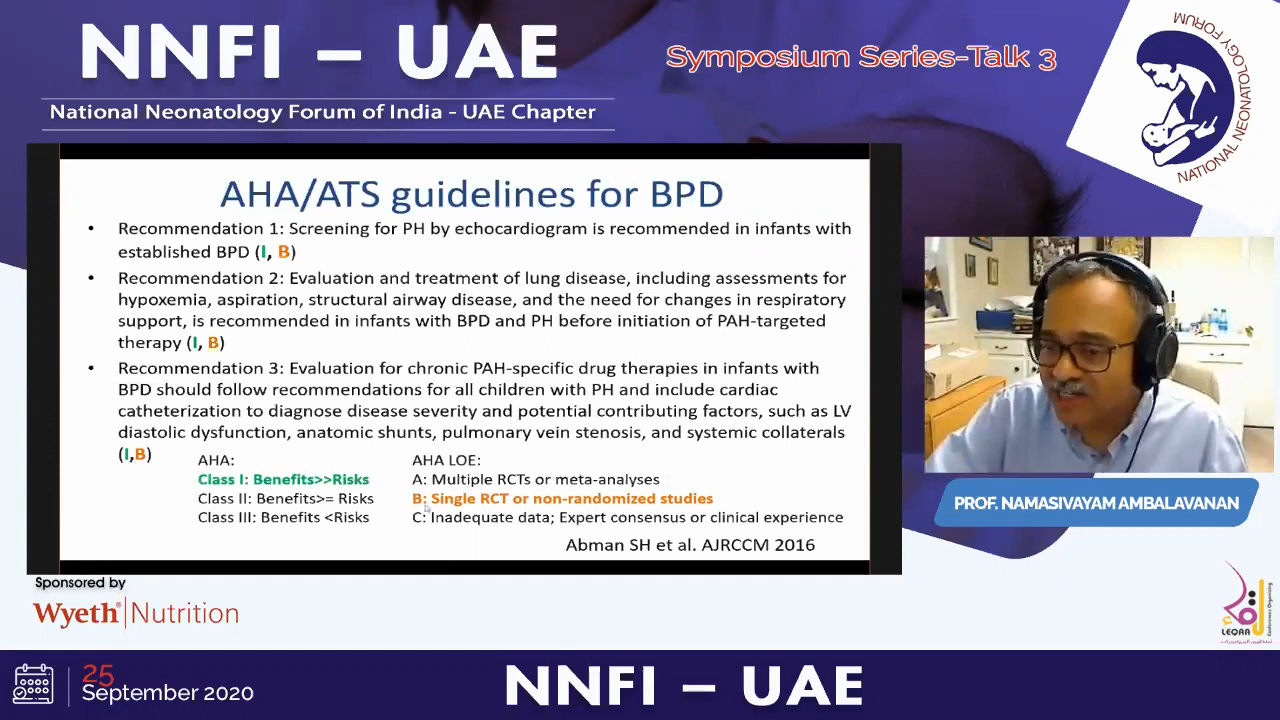 NNFI – UAE
National Neonatology Forum of India - UAE Chapter
Symposium Series-Talk 3
NATIONAL NEONATOLOGY FORUM
AHA/ATS guidelines for BPD
• Recommendation 1: Screening for PH by echocardiogram is recommended in infants with
established BPD (I, B)
• Recommendation 2: Evaluation and treatment of lung disease, including assessments for
hypoxemia, aspiration, structural airway disease, and the need for changes in respiratory
support, is recommended in infants with BPD and PH before initiation of PAH-targeted
therapy (I, B)
• Recommendation 3: Evaluation for chronic PAH-specific drug therapies in infants with
BPD should follow recommendations for all children with PH and include cardiac
catheterization to diagnose disease severity and potential contributing factors, such as LV
diastolic dysfunction, anatomic shunts, pulmonary vein stenosis, and systemic collaterals
(I,B)
AHA:
Class I: Benefits>>Risks
Class II: Benefits>= Risks
Class III: Benefits <Risks
AHA LOE:
A: Multiple RCTs or meta-analyses
B: Single RCT or non-randomized studies
C: Inadequate data; Expert consensus or clinical experience
Abman SH et al. AJRCCM 2016
PROF. NAMASIVAYAM AMBALAVANAN
Sponsored by
Wyeth® Nutrition
LEQAA
25
September 2020
NNFI – UAE